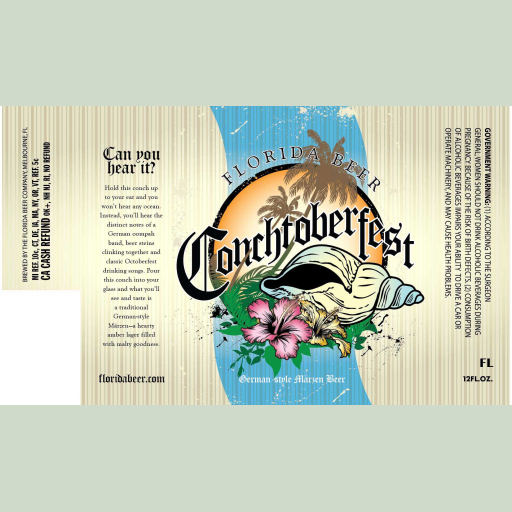 BREWED BY THE FLORIDA BEER COMPANY, MELBOURNE, FL
MI REF. 10c, CT, DE, IA, MA, NY, OR, VT, REF. 5c
CA CASH REFUND OK +, NH NI, RI, NO REFIND
Can you
hear it?
Hold this conch up
to your ear and you
won't hear any ocean.
Instead, you'll hear the
distinct notes of a
German oompah
band, beer steins
clinking together and
classic Octoberfest
drinking songs. Pour
this couch into your
glass and what you'll
see and taste is
a traditional
German-style
Märzen—a hearty
amber lager filled
with malty goodness.
floridabeer.com
FLORIDA BEER
Conchtoberfest
German-style Marzen Beer
GOVERNMENT WARNING: (1) ACCORDING TO THE SURGEON
GENERAL, WOMEN SHOULD NOT DRINK ALCOHOLIC BEVERAGES DURING
PREGNANCY BECAUSE OF THE RISK OF BIRTH DEFECTS. (2) CONSUMPTION
OF ALCOHOLIC BEVERAGES IMPAIRS YOUR ABILITY TO DRIVE A CAR OR
OPERATE MACHINERY, AND MAY CAUSE HEALTH PROBLEMS.
FL
12FL.OZ.